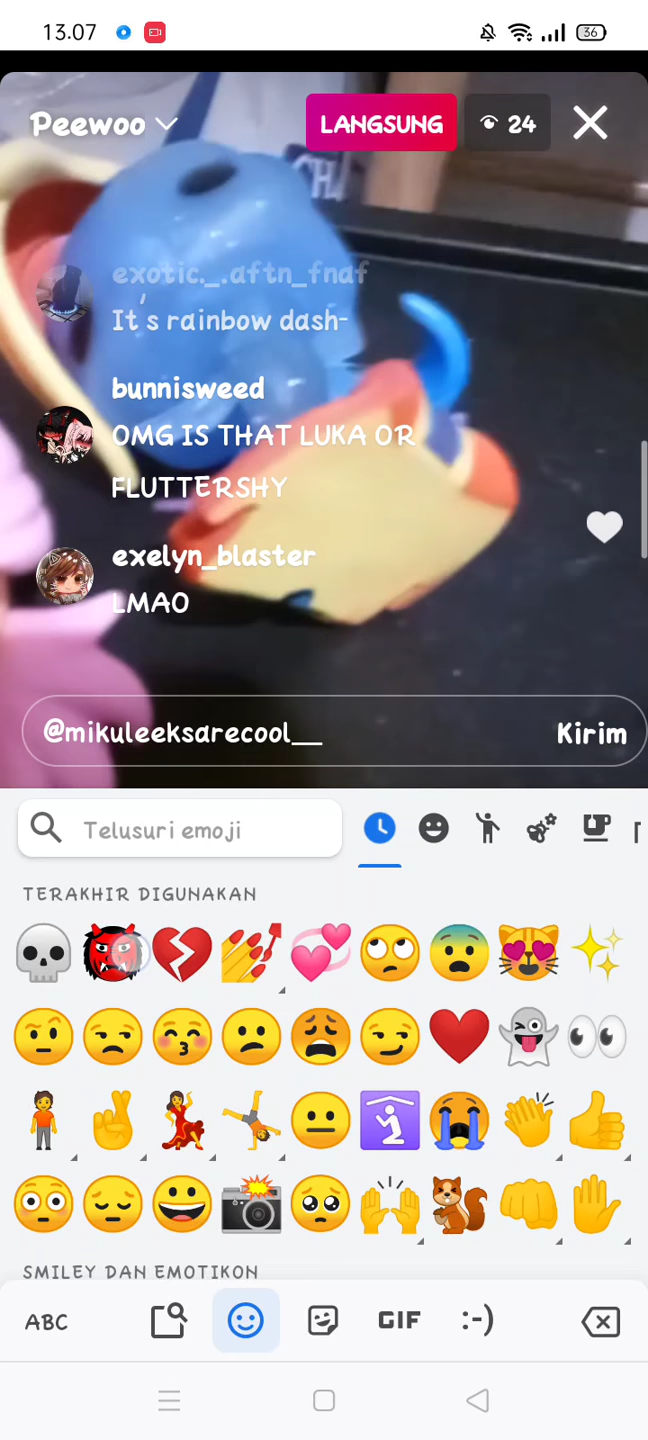 13.07
36
Peewoo
LANGSUNG
24
exotic._.aftn_fnaf
It's rainbow dash-
bunnisweed
OMG IS THAT LUKA OR
FLUTTERSHY
exelyn_blaster
LMAO
@mikuleeksarecool__
Kirim
Telusuri emoji
TERAKHIR DIGUNAKAN
SMILEY DAN EMOTIKON
ABC
GIF
:-)